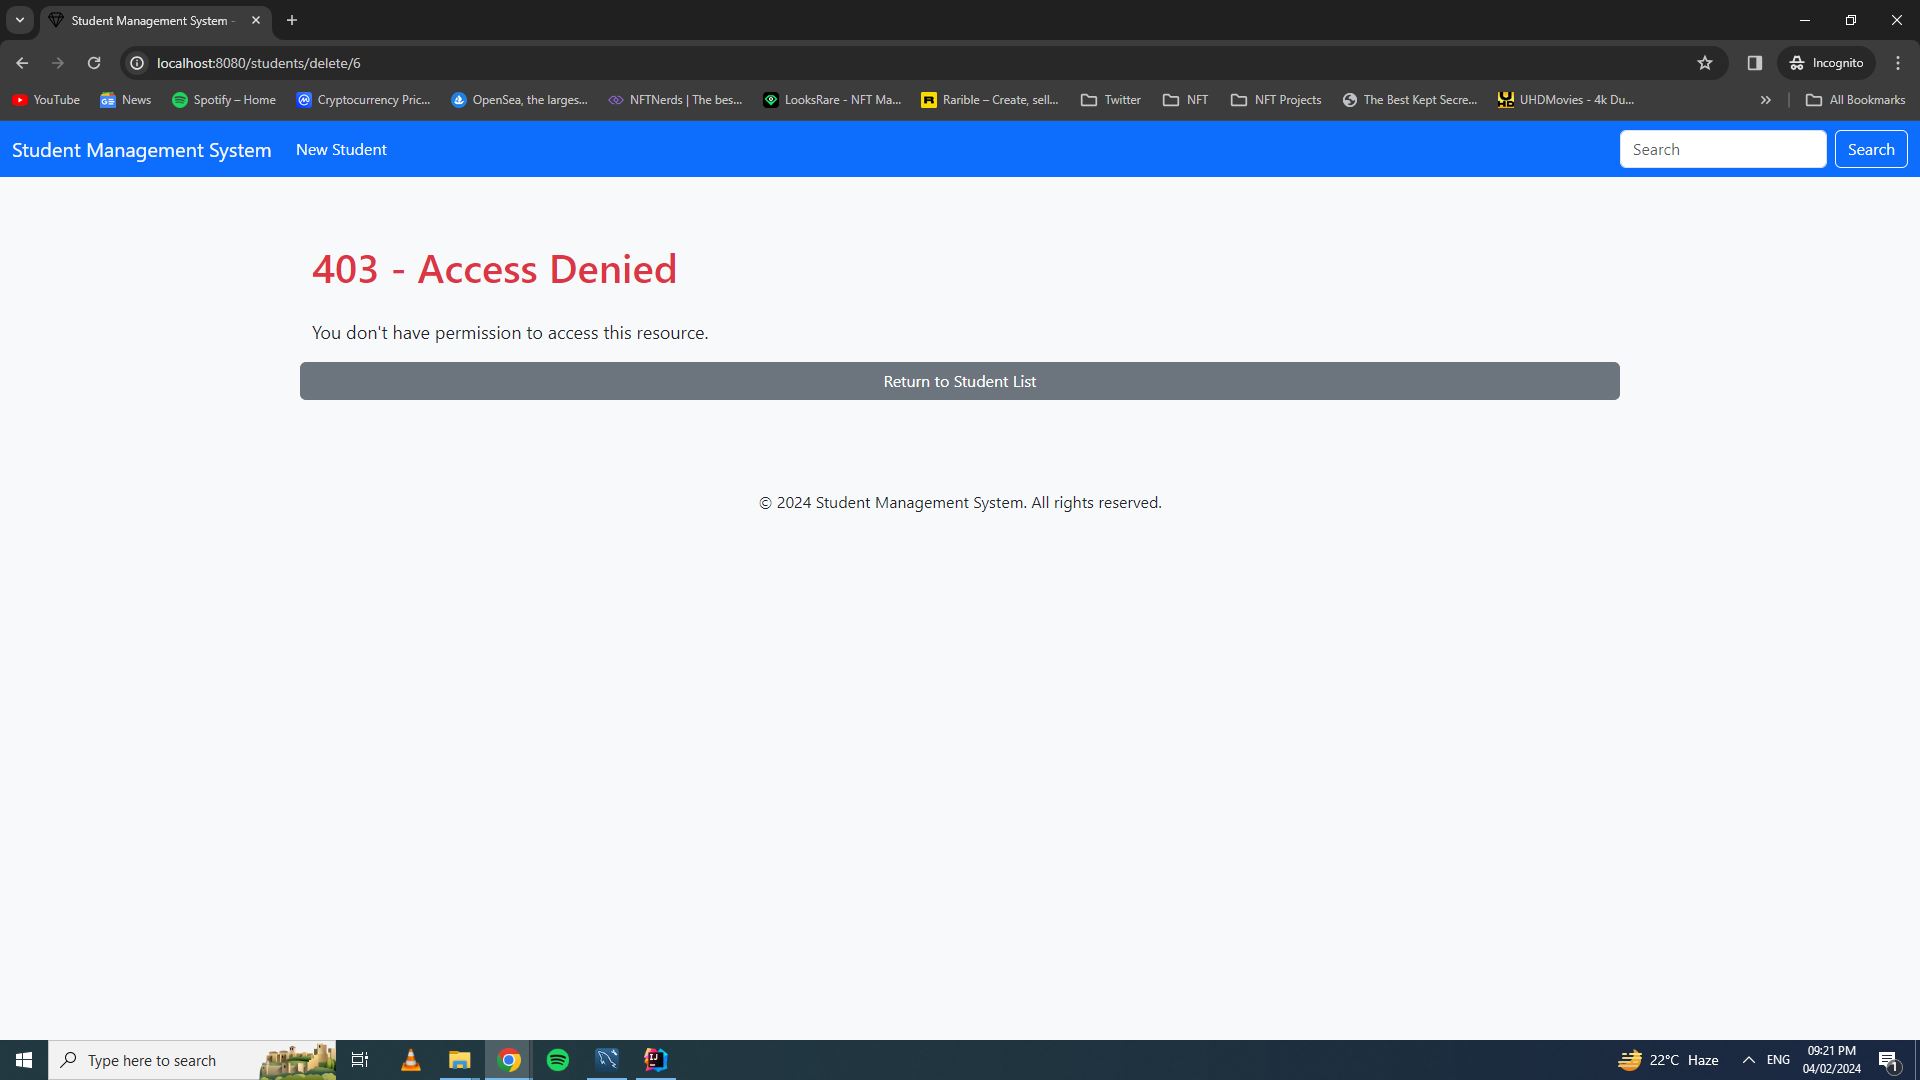 Student Management System -
localhost:8080/students/delete/6
Incognito
YouTube
News
Spotify – Home
Cryptocurrency Pric...
OpenSea, the larges...
NFTNerds | The bes...
LooksRare - NFT Ma...
Rarible – Create, sell...
Twitter
NFT
NFT Projects
The Best Kept Secre...
UHDMovies - 4k Du...
All Bookmarks
Student Management System
New Student
Search
Search
403 - Access Denied
You don't have permission to access this resource.
Return to Student List
© 2024 Student Management System. All rights reserved.
Type here to search
22°C Haze
ENG
09:21 PM
04/02/2024
1